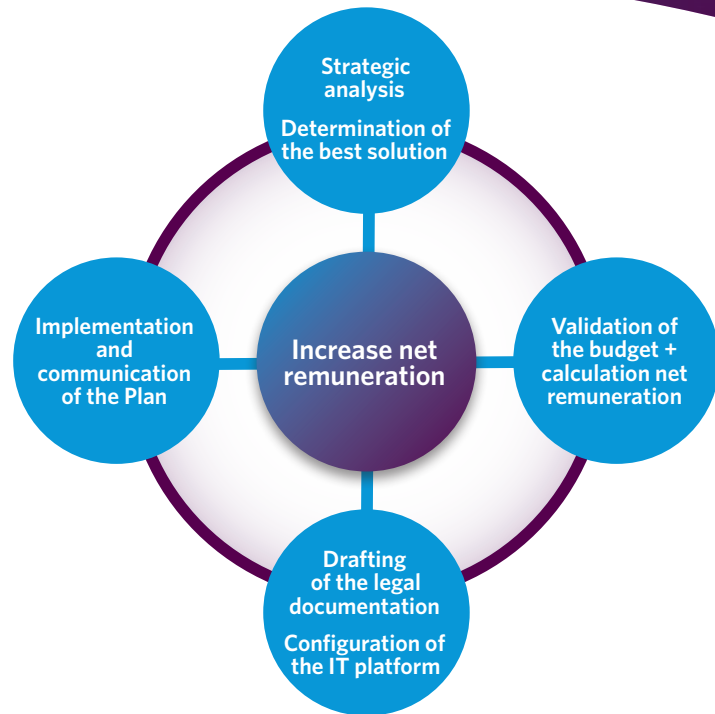 Strategic
analysis
Determination of
the best solution
Implementation
and
communication
of the Plan
Increase net
remuneration
Validation of
the budget +
calculation net
remuneration
Drafting
of the legal
documentation
Configuration of
the IT platform